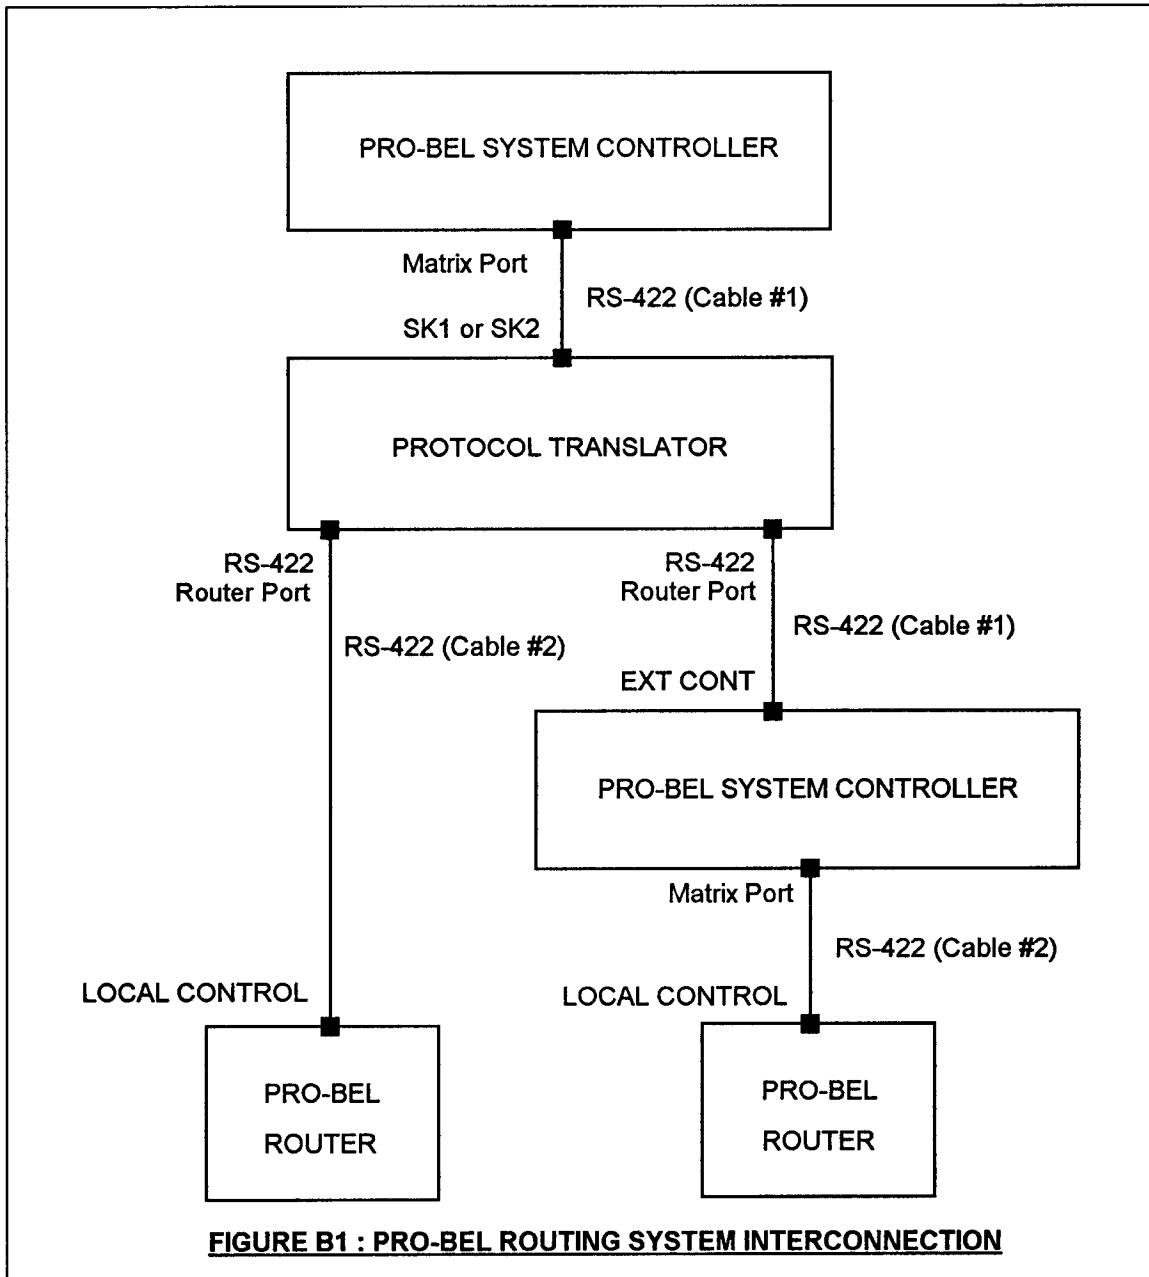 PRO-BEL SYSTEM CONTROLLER
Matrix Port
RS-422 (Cable #1)
SK1 or SK2
PROTOCOL TRANSLATOR
RS-422
Router Port
RS-422
Router Port
RS-422 (Cable #1)
RS-422 (Cable #2)
EXT CONT
PRO-BEL SYSTEM CONTROLLER
Matrix Port
RS-422 (Cable #2)
LOCAL CONTROL
LOCAL CONTROL
PRO-BEL
ROUTER
PRO-BEL
ROUTER
FIGURE B1 : PRO-BEL ROUTING SYSTEM INTERCONNECTION